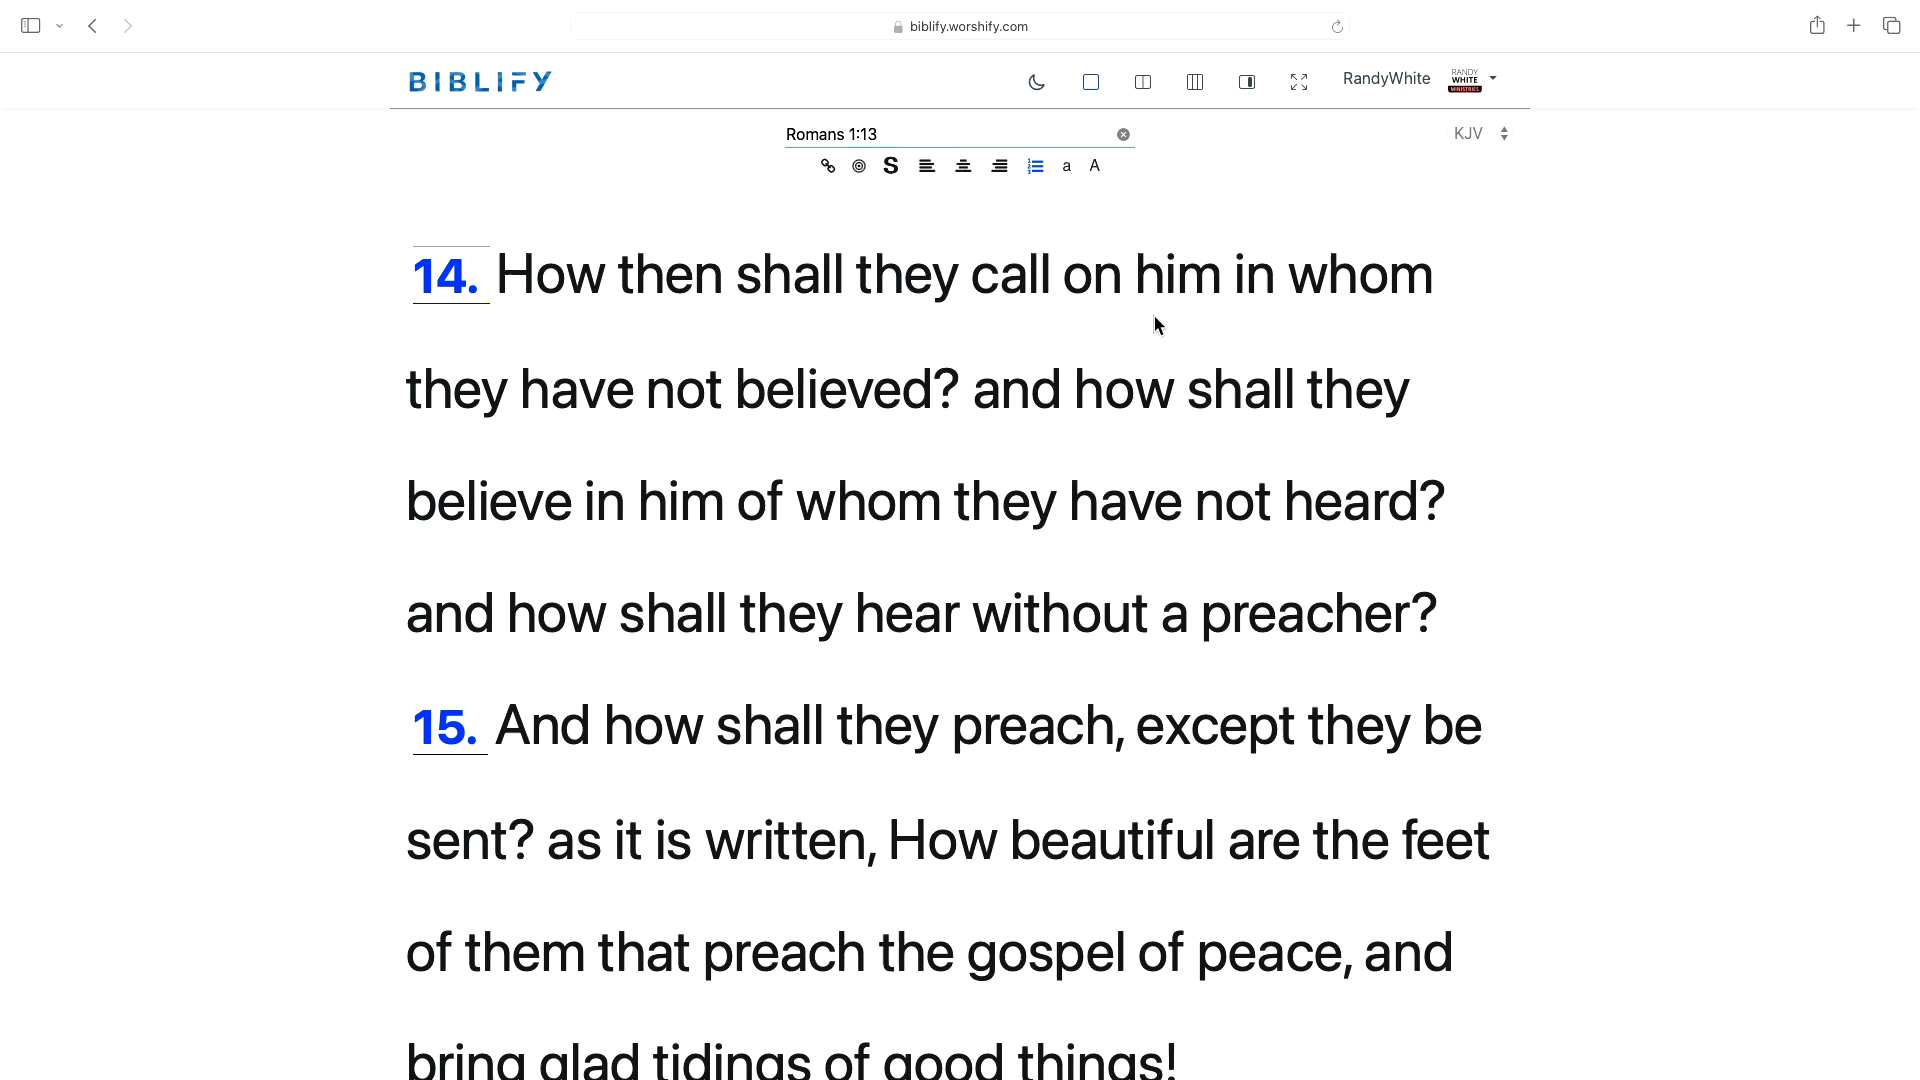 biblify.worshify.com
BIBLIFY
RandyWhite
RANDY
WHITE
MINISTRIES
Romans 1:13
KJV
S
a A
14. How then shall they call on him in whom
they have not believed? and how shall they
believe in him of whom they have not heard?
and how shall they hear without a preacher?
15. And how shall they preach, except they be
sent? as it is written, How beautiful are the feet
of them that preach the gospel of peace, and
bring glad tidings of good things!